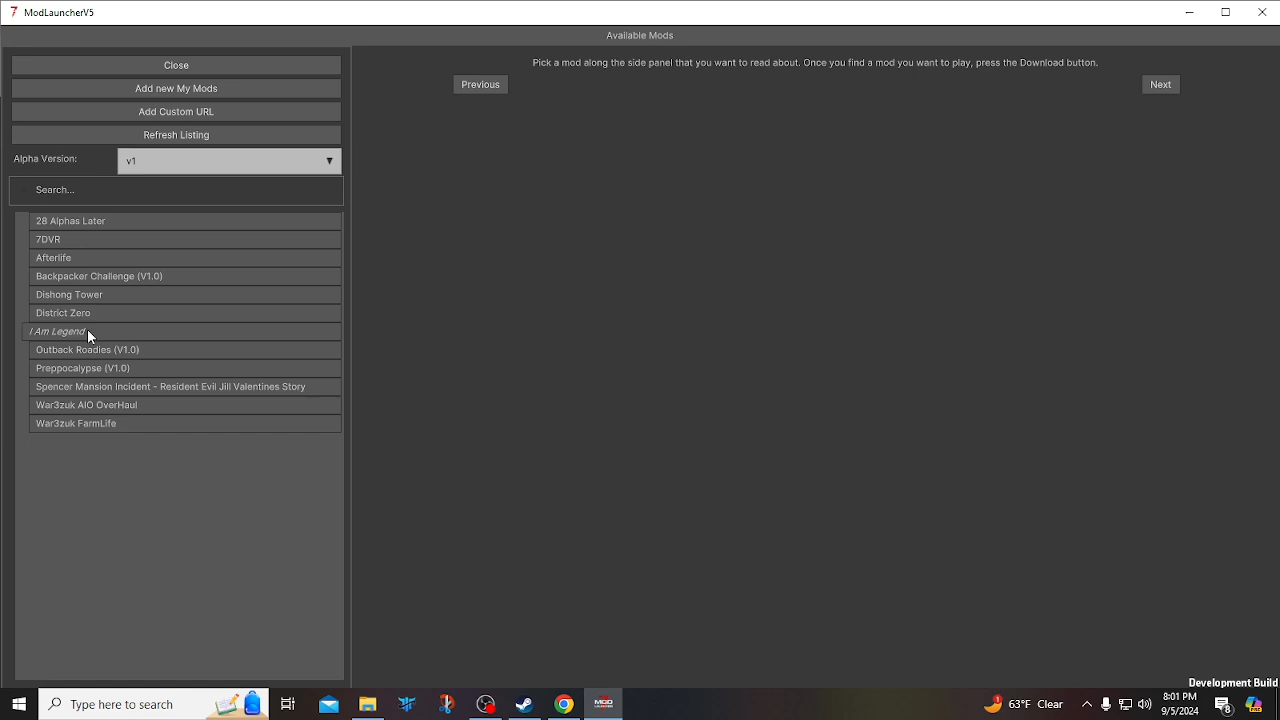 7 ModLauncherV5
Available Mods
Close
Add new My Mods
Add Custom URL
Refresh Listing
Alpha Version:
v1
Search...
28 Alphas Later
7DVR
Afterlife
Backpacker Challenge (V1.0)
Dishong Tower
District Zero
I Am Legend
Outback Roadies (V1.0)
Preppocalypse (V1.0)
Spencer Mansion Incident - Resident Evil Jill Valentines Story
War3zuk AIO OverHaul
War3zuk FarmLife
Pick a mod along the side panel that you want to read about. Once you find a mod you want to play, press the Download button.
Previous
Next
Development Build
Type here to search
MOD
63°F Clear
8:01 PM
9/5/2024